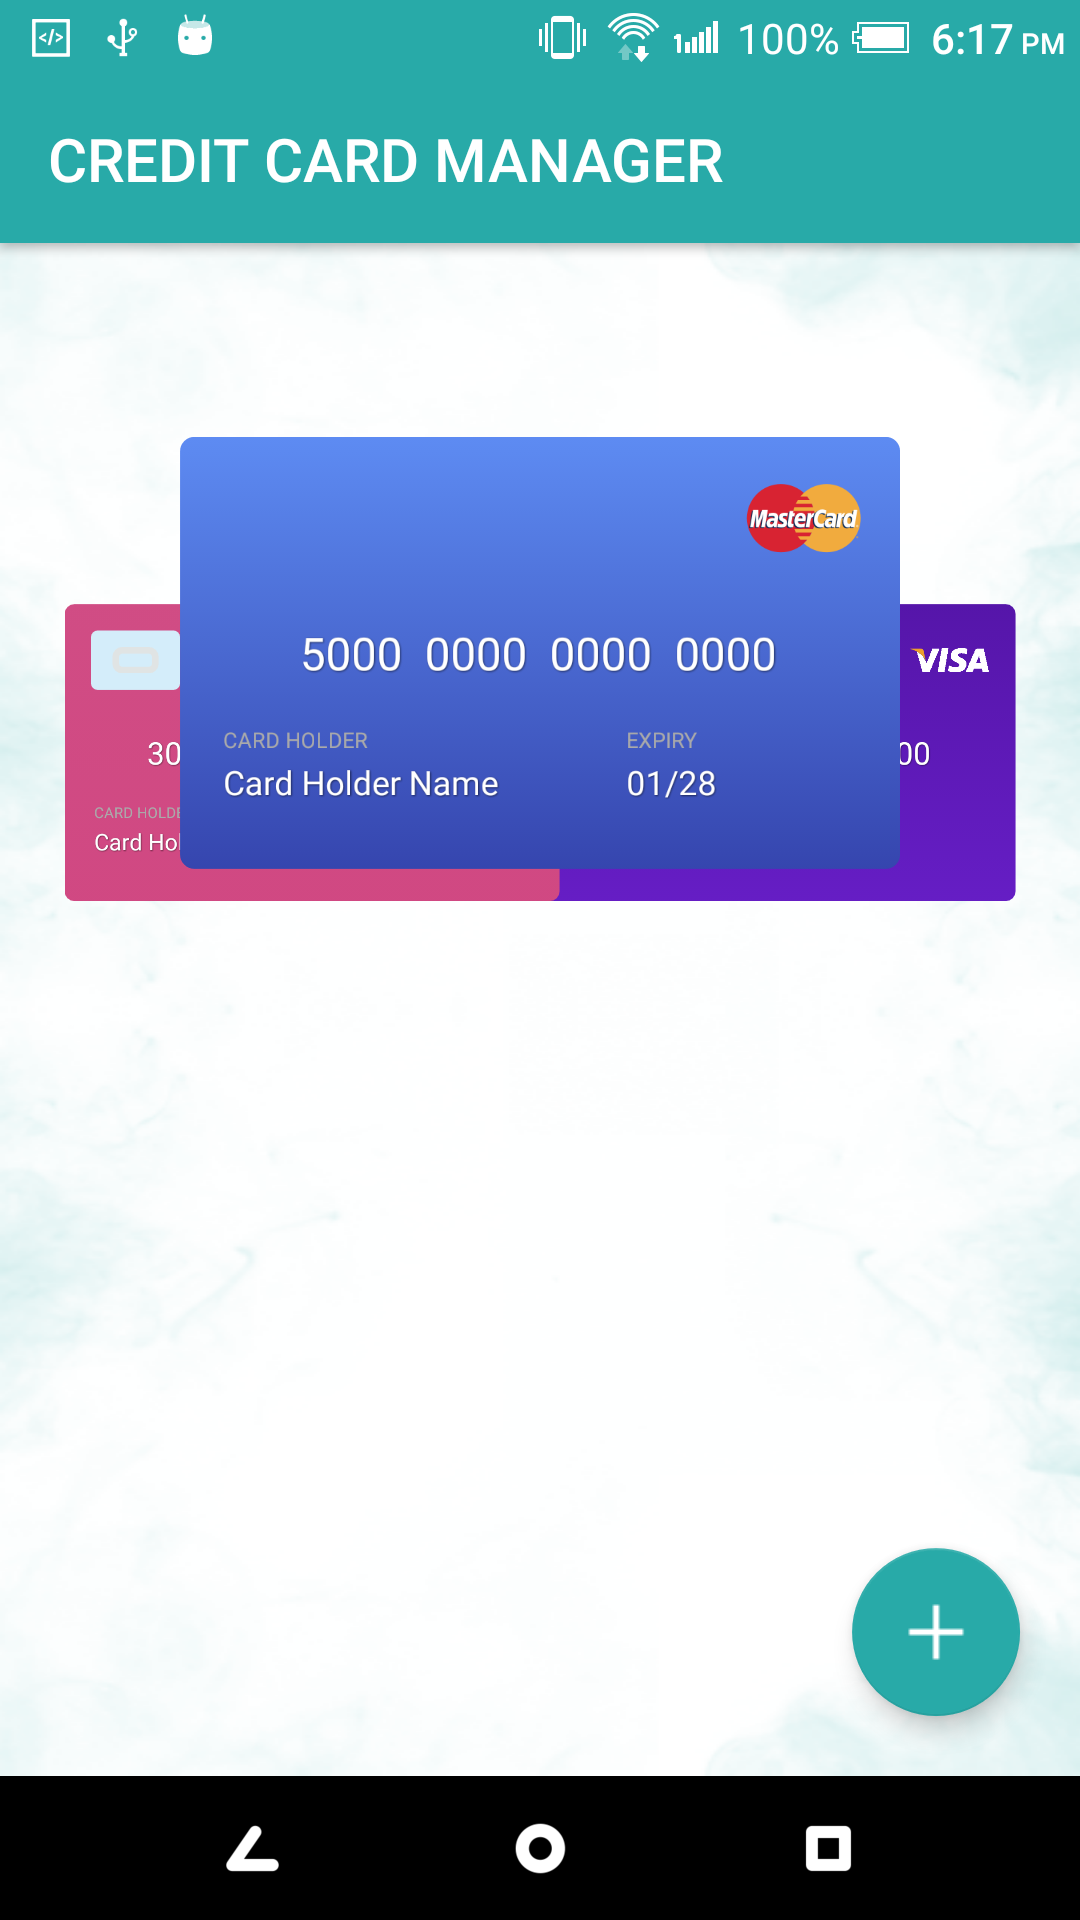 100% 6:17 PM
CREDIT CARD MANAGER
MasterCard
5000 0000 0000 0000
CARD HOLDER EXPIRY
Card Holder Name 01/28
VISA
30 00
CARD HOLDE
Card Hol